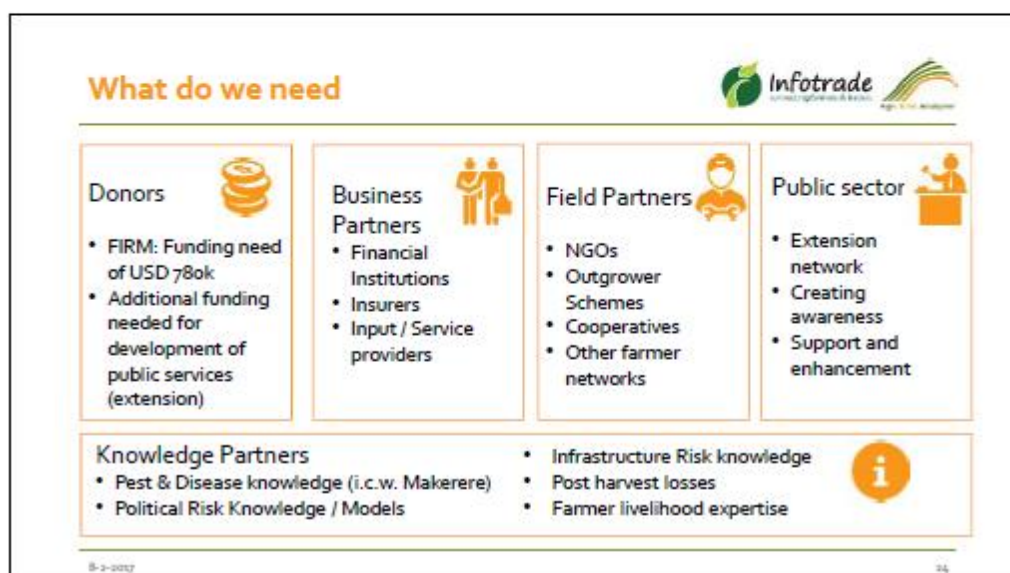 What do we need
Infotrade
Donors
• FIRM: Funding need
of USD 780k
• Additional funding
needed for
development of
public services
(extension)
Business
Partners
• Financial
Institutions
• Insurers
• Input / Service
providers
Field Partners
• NGOs
• Outgrower
Schemes
• Cooperatives
• Other farmer
networks
Public sector
• Extension
network
• Creating
awareness
• Support and
enhancement
Knowledge Partners
• Pest & Disease knowledge (i.c.w. Makerere)
• Political Risk Knowledge / Models
• Infrastructure Risk knowledge
• Post harvest losses
• Farmer livelihood expertise
i
8-2-2017
24